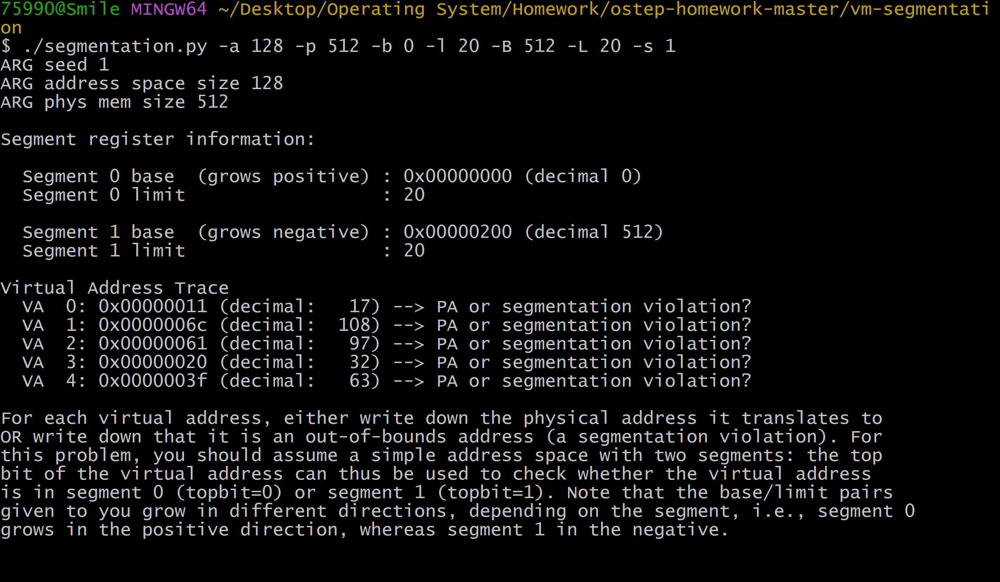 75990@Smile MINGW64 ~/Desktop/Operating System/Homework/ostep-homework-master/vm-segmentati
on
$ ./segmentation.py -a 128 -p 512 -b 0 -l 20 -B 512 -L 20 -s 1
ARG seed 1
ARG address space size 128
ARG phys mem size 512

Segment register information:

  Segment 0 base  (grows positive) : 0x00000000 (decimal 0)
  Segment 0 limit                  : 20

  Segment 1 base  (grows negative) : 0x00000200 (decimal 512)
  Segment 1 limit                  : 20

Virtual Address Trace
  VA  0: 0x00000011 (decimal:   17) --> PA or segmentation violation?
  VA  1: 0x0000006c (decimal:  108) --> PA or segmentation violation?
  VA  2: 0x00000061 (decimal:   97) --> PA or segmentation violation?
  VA  3: 0x00000020 (decimal:   32) --> PA or segmentation violation?
  VA  4: 0x0000003f (decimal:   63) --> PA or segmentation violation?

For each virtual address, either write down the physical address it translates to
OR write down that it is an out-of-bounds address (a segmentation violation). For
this problem, you should assume a simple address space with two segments: the top
bit of the virtual address can thus be used to check whether the virtual address
is in segment 0 (topbit=0) or segment 1 (topbit=1). Note that the base/limit pairs
given to you grow in different directions, depending on the segment, i.e., segment 0
grows in the positive direction, whereas segment 1 in the negative.